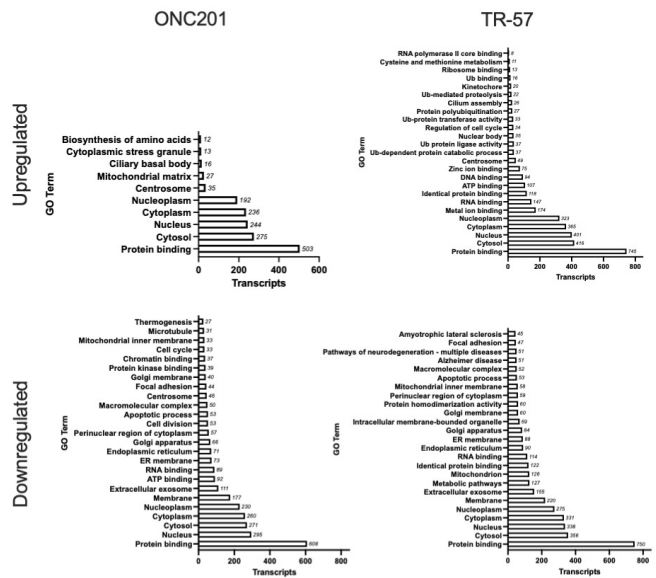 ONC201
TR-57
Upregulated
GO Term
Biosynthesis of amino acids 12
Cytoplasmic stress granule 13
Ciliary basal body 16
Mitochondrial matrix 27
Centrosome 35
Nucleoplasm 192
Cytoplasm 236
Nucleus 244
Cytosol 275
Protein binding 503
0 200 400 600
Transcripts
GO Term
RNA polymerase II core binding
Cysteine and methionine metabolism 11
Ribosome binding 13
Ub binding 16
Kinetochore 20
Ub-mediated proteolysis 22
Cilium assembly 26
Protein polyubiquitination 27
Ub-protein transferase activity 33
Regulation of cell cycle 34
Nuclear body 35
Ub protein ligase activity 37
Ub-dependent protein catabolic process 37
Centrosome 49
Zinc ion binding 75
DNA binding 94
ATP binding 107
Identical protein binding 116
RNA binding 147
Metal ion binding 174
Nucleoplasm 323
Cytoplasm 365
Nucleus 401
Cytosol 416
Protein binding 745
0 200 400 600 800
Transcripts
Downregulated
GO Term
Thermogenesis 27
Microtubule 31
Mitochondrial inner membrane 33
Cell cycle 33
Chromatin binding 37
Protein kinase binding 39
Golgi membrane 40
Focal adhesion 44
Centrosome 46
Macromolecular complex 50
Apoptotic process 53
Cell division 53
Perinuclear region of cytoplasm 57
Golgi apparatus 66
Endoplasmic reticulum 71
ER membrane 73
RNA binding 89
ATP binding 92
Extracellular exosome 111
Membrane 177
Nucleoplasm 230
Cytoplasm 260
Cytosol 271
Nucleus 295
Protein binding 608
0 200 400 600 800
Transcripts
GO Term
Amyotrophic lateral sclerosis 45
Focal adhesion 47
Pathways of neurodegeneration - multiple diseases 51
Alzheimer disease 51
Macromolecular complex 52
Apoptotic process 53
Mitochondrial inner membrane 58
Perinuclear region of cytoplasm 59
Protein homodimerization activity 60
Golgi membrane 60
Intracellular membrane-bounded organelle 69
Golgi apparatus 84
ER membrane 88
Endoplasmic reticulum 90
RNA binding 114
Identical protein binding 122
Mitochondrion 126
Metabolic pathways 127
Extracellular exosome 155
Membrane 220
Nucleoplasm 275
Cytoplasm 331
Nucleus 338
Cytosol 356
Protein binding 750
0 200 400 600 800
Transcripts